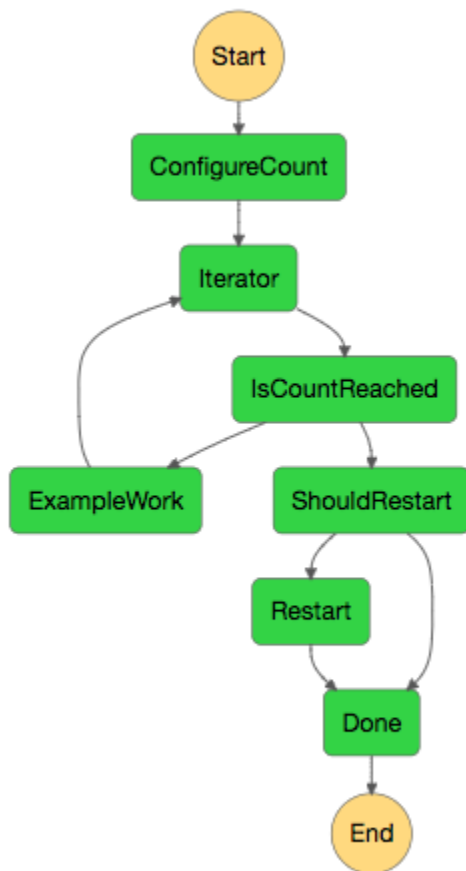 Start
ConfigureCount
Iterator
IsCountReached
ExampleWork
ShouldRestart
Restart
Done
End